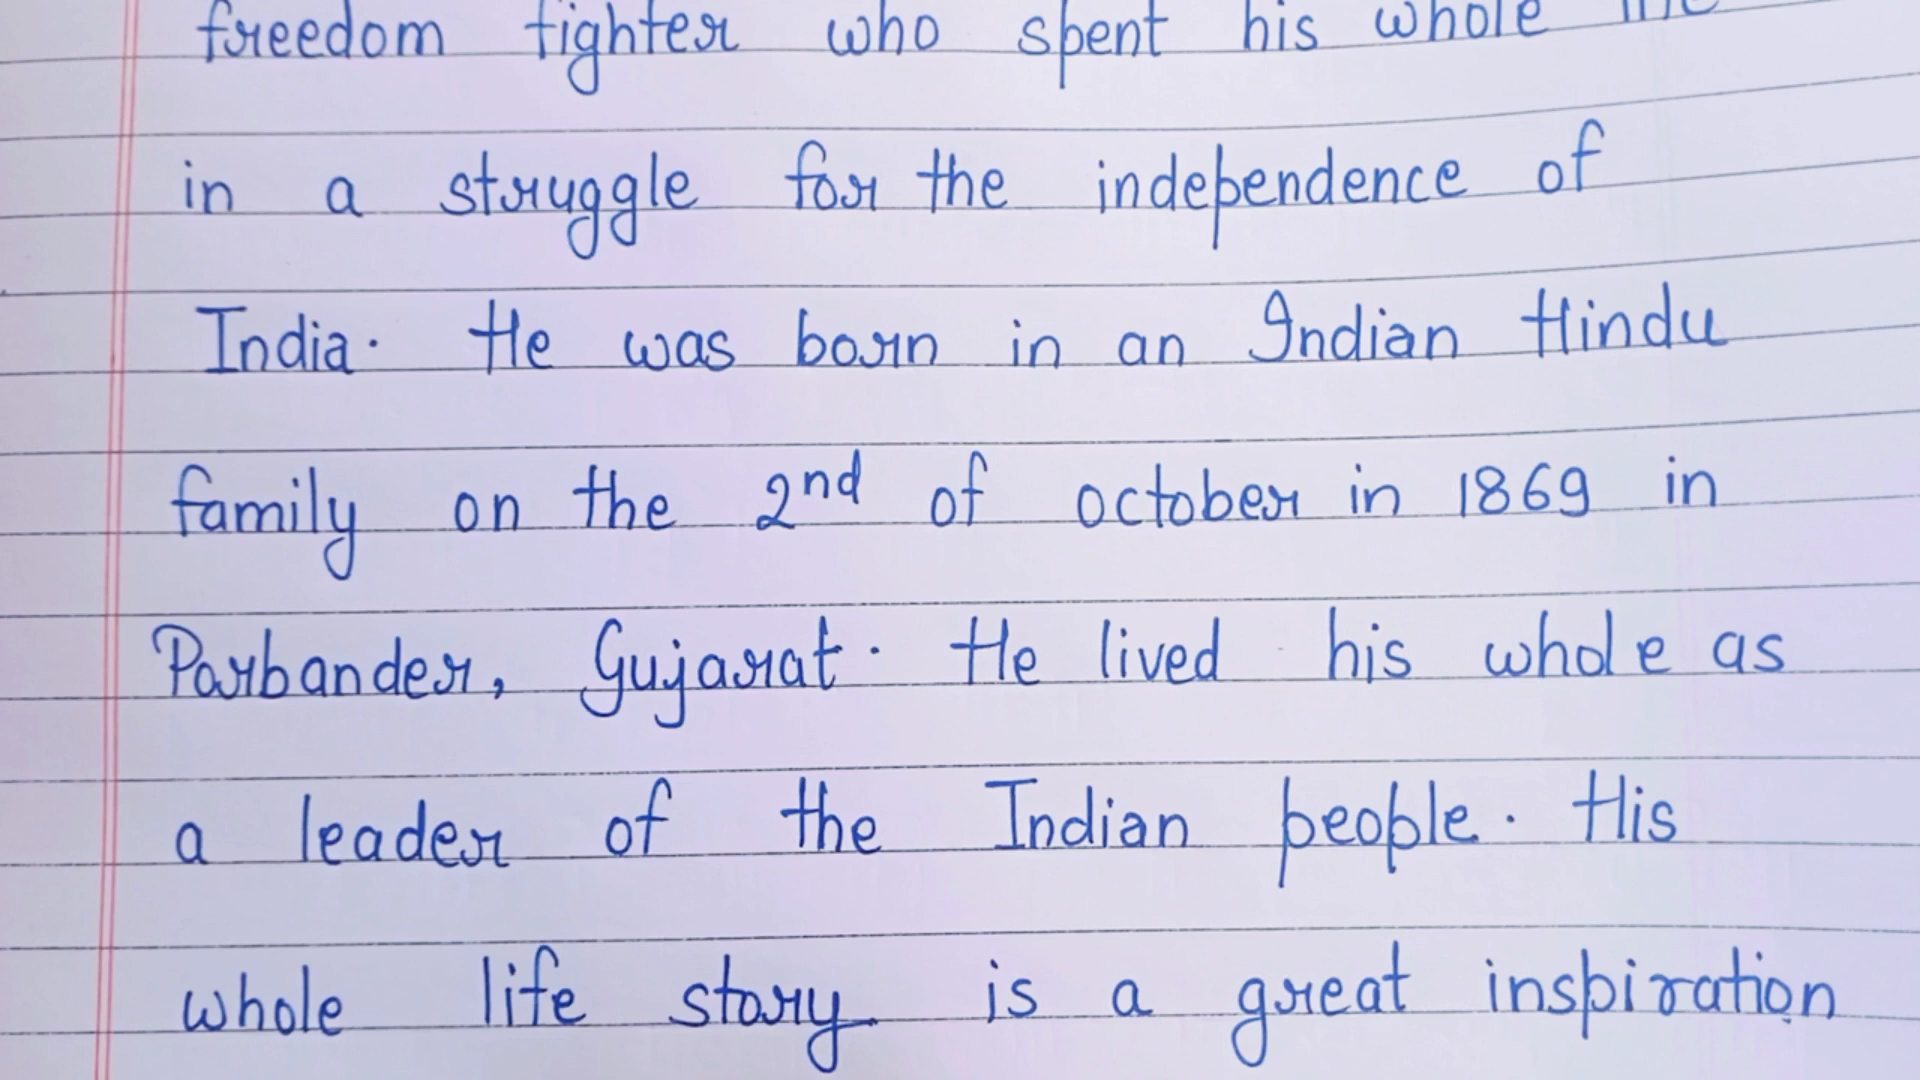 freedom fighter who spent his whole
in a struggle for the independence of
India. He was born in an Indian Hindu
family on the 2nd of october in 1869 in
Porbander, Gujarat. He lived his whole as
a leader of the Indian people. His
whole life story is a great inspiration